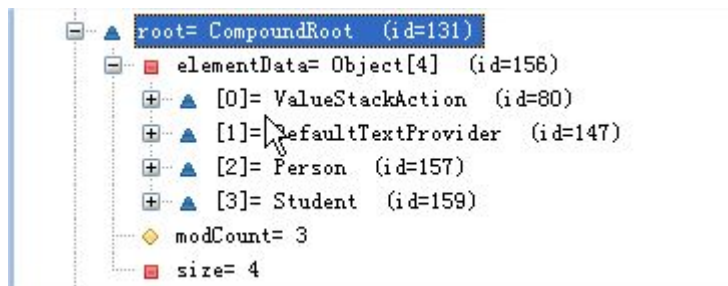 root= CompoundRoot (id=131)
elementData= Object[4] (id=156)
[0]= ValueStackAction (id=80)
[1]= DefaultTextProvider (id=147)
[2]= Person (id=157)
[3]= Student (id=159)
modCount= 3
size= 4